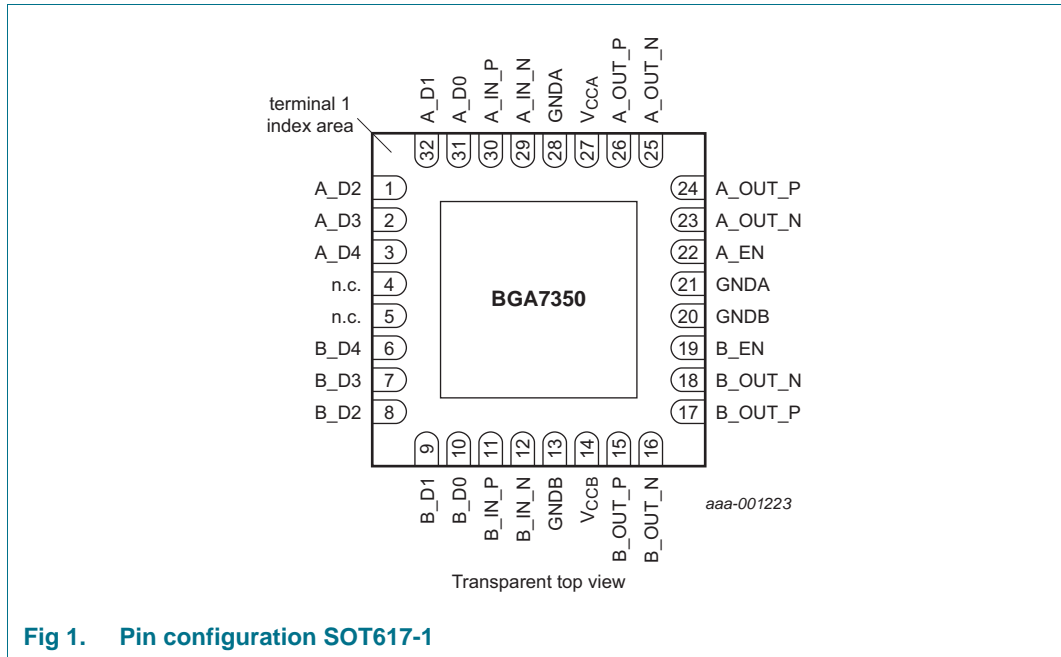 A_D1
A_D0
A_IN_P
A_IN_N
GNDA
VCCA
A_OUT_P
A_OUT_N
terminal 1
index area
32
31
30
29
28
27
26
25
A_D2 1
A_D3 2
A_D4 3
n.c. 4
n.c. 5
B_D4 6
B_D3 7
B_D2 8
BGA7350
24 A_OUT_P
23 A_OUT_N
22 A_EN
21 GNDA
20 GNDB
19 B_EN
18 B_OUT_N
17 B_OUT_P
9
10
11
12
13
14
15
16
B_D1
B_D0
B_IN_P
B_IN_N
GNDB
VCCB
B_OUT_P
B_OUT_N
aaa-001223
Transparent top view
Fig 1. Pin configuration SOT617-1